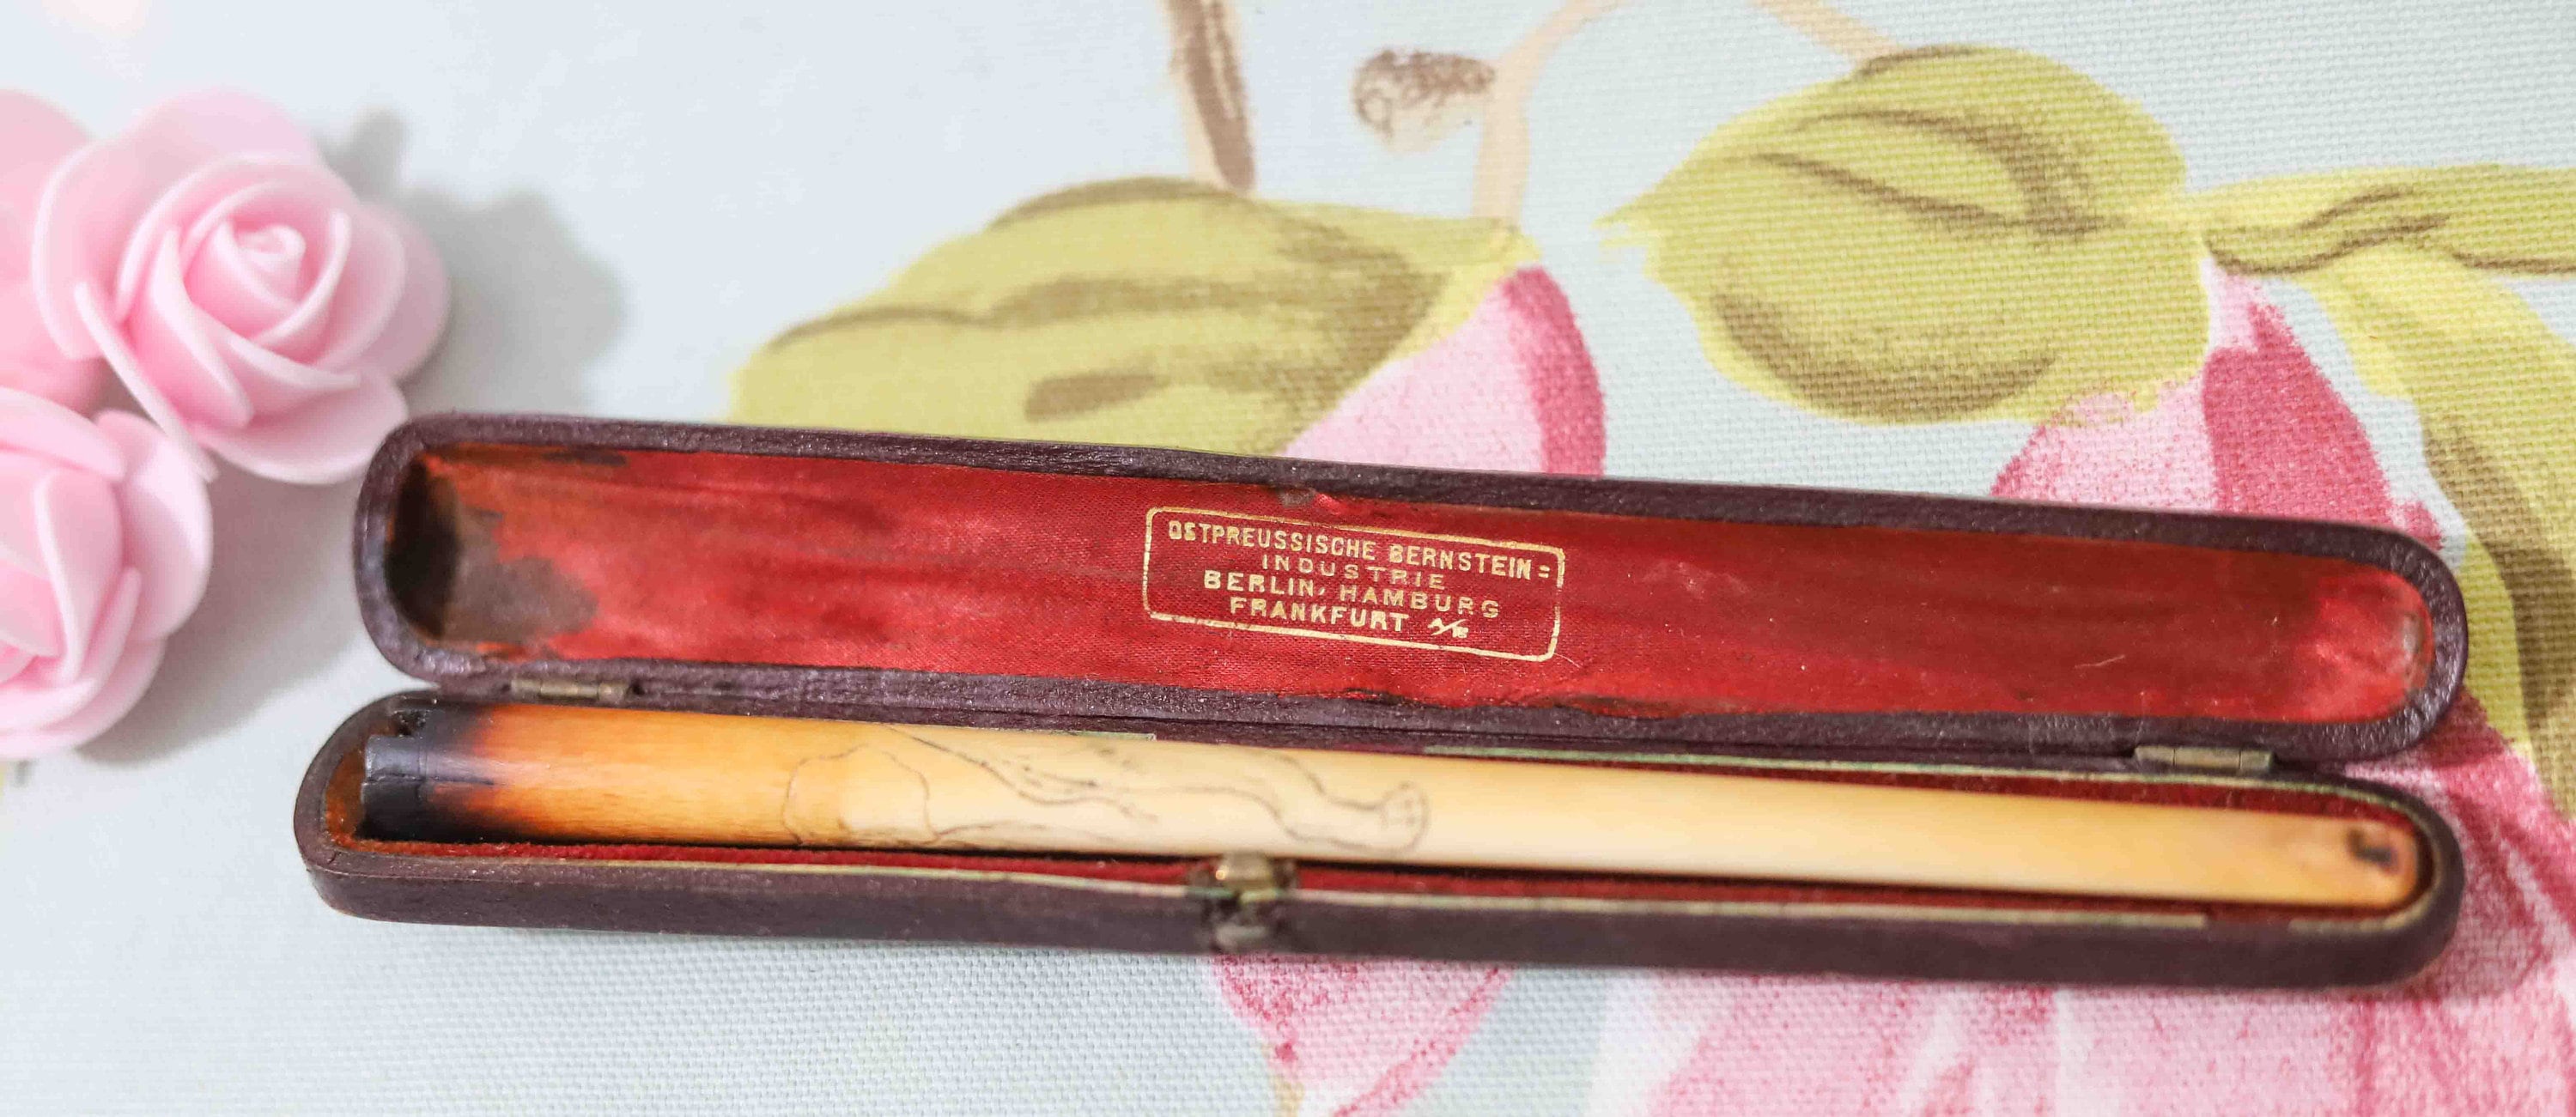 OSTPREUSSISCHE BERNSTEIN=
INDUSTRIE
BERLIN, HAMBURG
FRANKFURT A/M